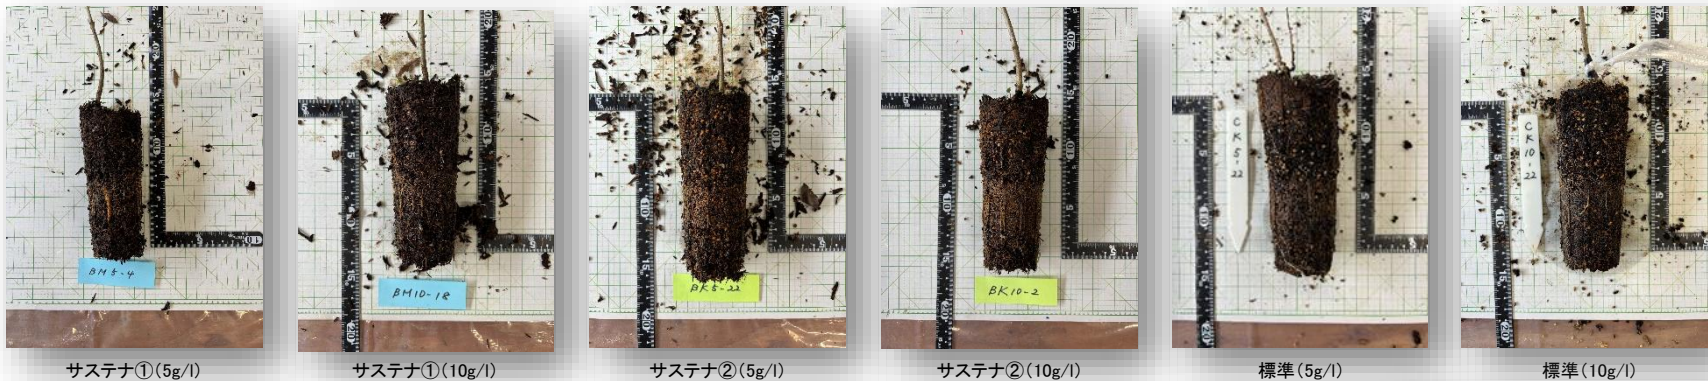 BM5-4
BM10-18
BK5-22
BK10-2
CK5-22
CK10-22
サステナ①(5g/l)
サステナ①(10g/l)
サステナ②(5g/l)
サステナ②(10g/l)
標準(5g/l)
標準(10g/l)